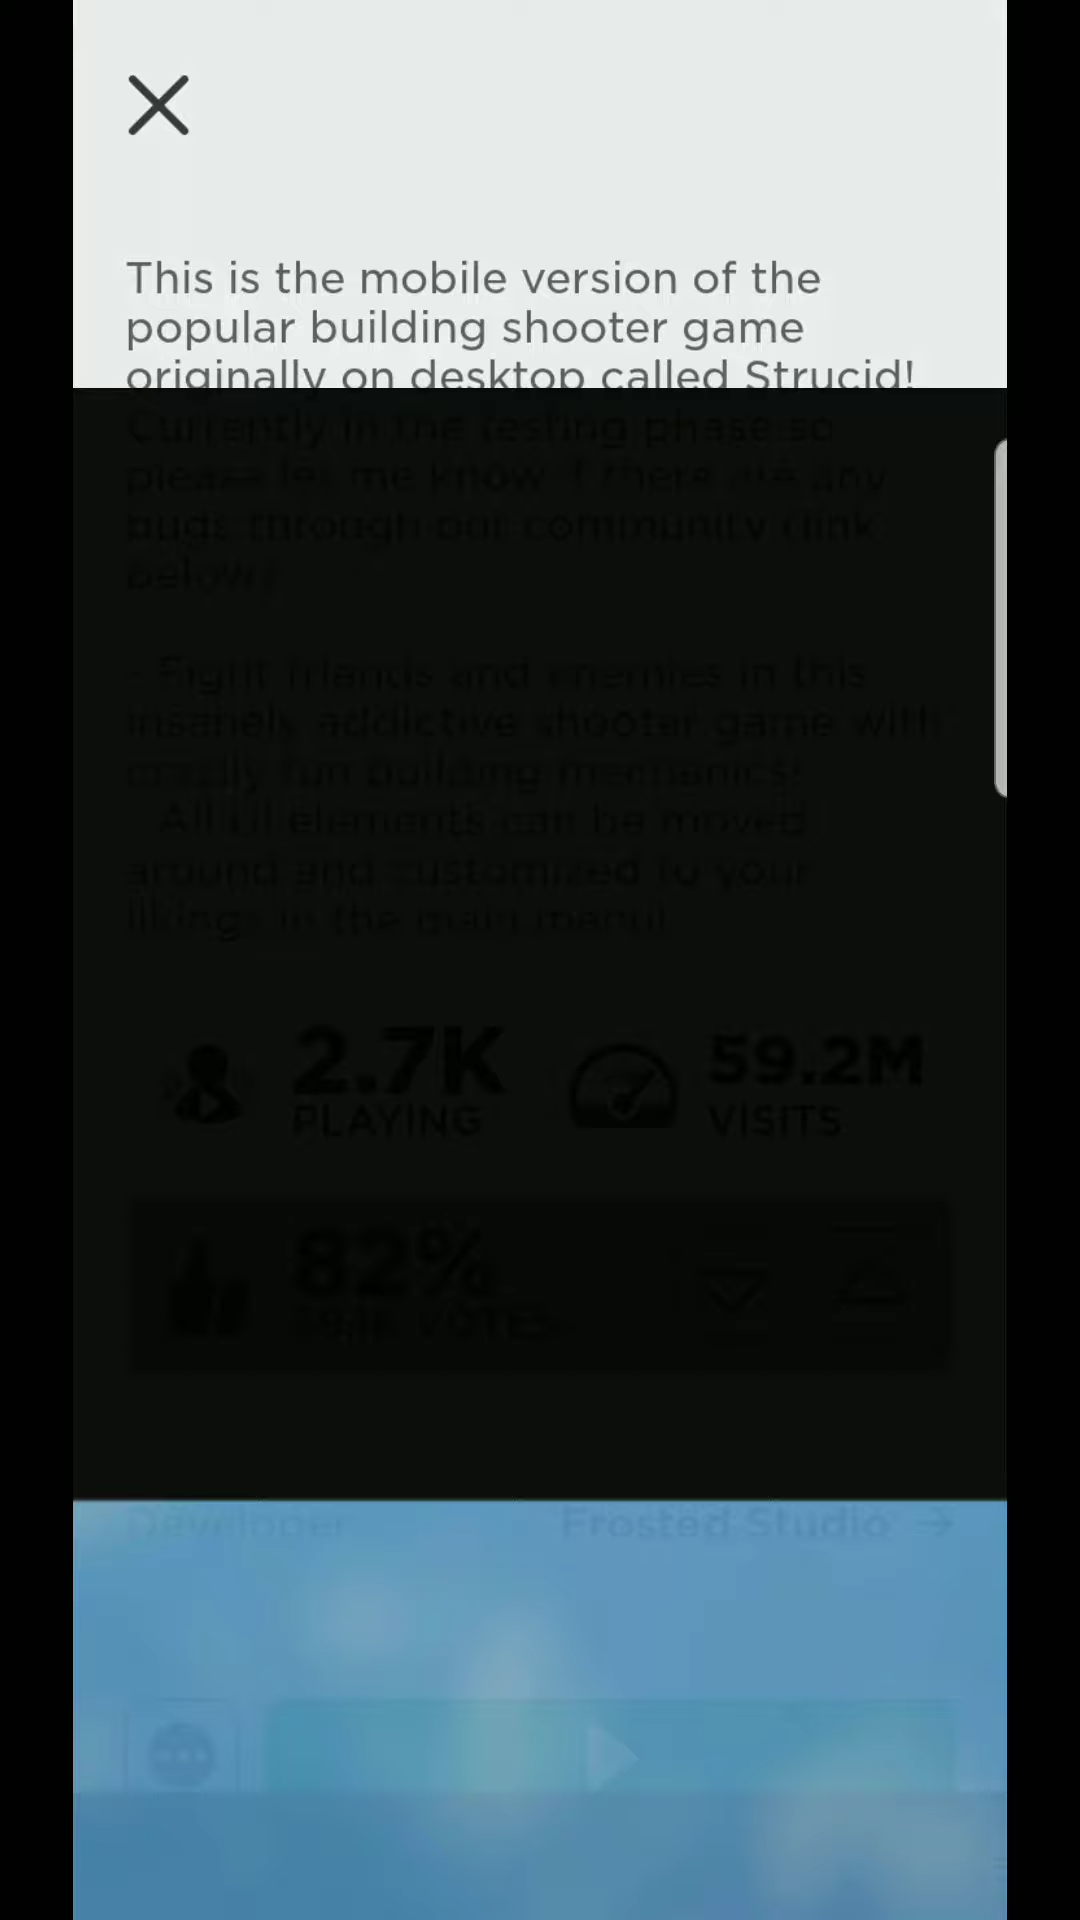 This is the mobile version of the
popular building shooter game
originally on desktop called Strucid!
Currently in the testing phase so
please let me know if there are any
bugs through our community (link
below)
- Fight friends and enemies in this
insanely addictive shooter game with
crazily fun building mechanics!
All UI elements can be moved
around and customized to your
likings in the main menu!
2.7K
PLAYING
59.2M
VISITS
82%
VOTES
Developer
Frosted Studio →